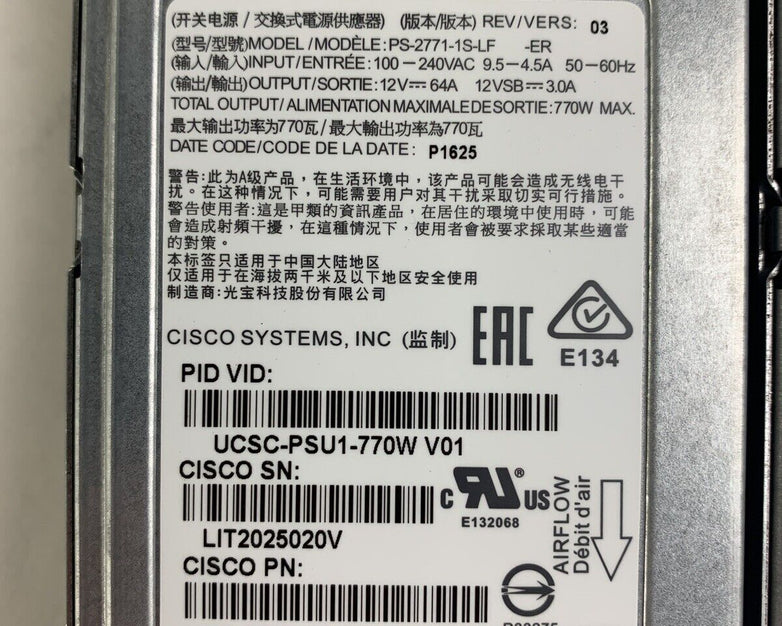 (开关电源 / 交換式電源供應器) (版本/版本) REV/VERS: 03
(型号/型號)MODEL/MODÈLE:PS-2771-1S-LF -ER
(输入/輸入)INPUT/ENTRÉE:100-240VAC 9.5-4.5A 50-60Hz
(输出/輸出)OUTPUT/SORTIE:12V⎓64A 12VSB⎓3.0A
TOTAL OUTPUT/ALIMENTATION MAXIMALE DE SORTIE:770W MAX.
最大输出功率为770瓦/最大輸出功率為770瓦
DATE CODE/CODE DE LA DATE: P1625
警告:此为A级产品，在生活环境中，该产品可能会造成无线电干
扰。在这种情况下，可能需要用户对其干扰采取切实可行措施。
警告使用者:這是甲類的資訊產品，在居住的環境中使用時，可能
會造成射頻干擾，在這種情況下，使用者會被要求採取某些適當
的對策。
本标签只适用于中国大陆地区
仅适用于在海拔两千米及以下地区安全使用
制造商:光宝科技股份有限公司
CISCO SYSTEMS, INC (监制)
EAC
E134
PID VID:
UCSC-PSU1-770W V01
CISCO SN:
LIT2025020V
C RU US
®
E132068
CISCO PN:
AIRFLOW
Débit d'air